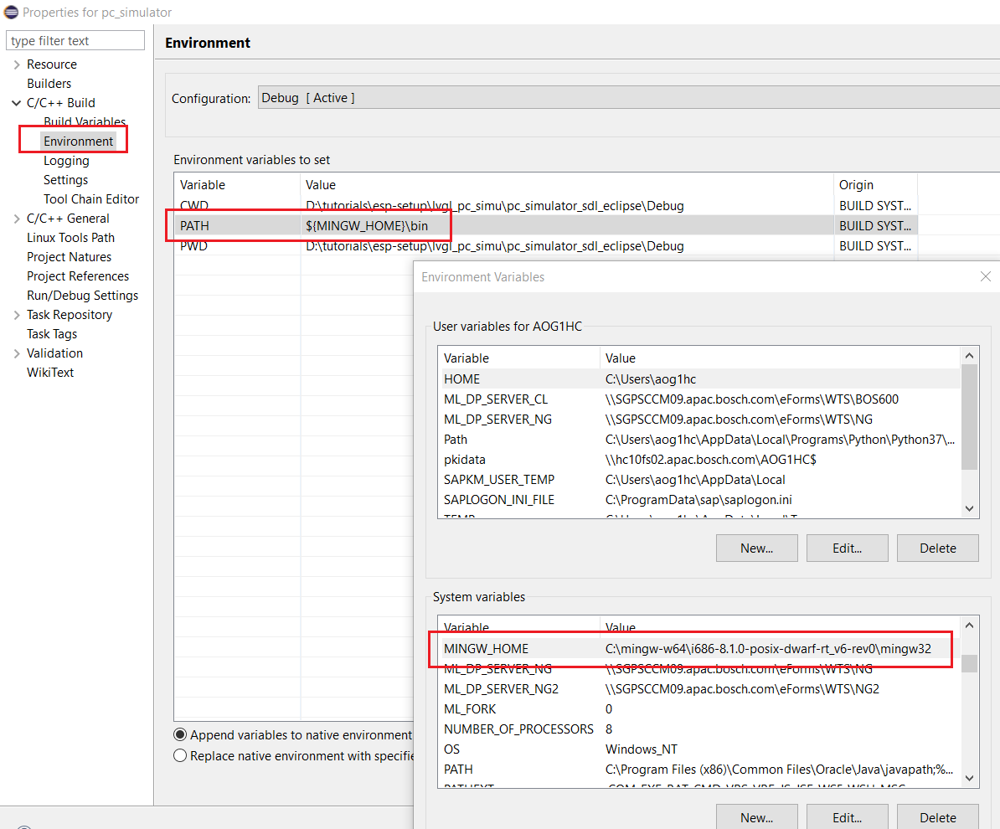 Properties for pc_simulator
type filter text
Resource
Builders
C/C++ Build
Build Variables
Environment
Logging
Settings
Tool Chain Editor
C/C++ General
Linux Tools Path
Project Natures
Project References
Run/Debug Settings
Task Repository
Task Tags
Validation
WikiText
Environment
Configuration: Debug [ Active ]
Environment variables to set
Variable Value Origin
CWD D:\tutorials\esp-setup\lvgl_pc_simu\pc_simulator_sdl_eclipse\Debug BUILD SYST...
PATH ${MINGW_HOME}\bin BUILD SYST...
PWD D:\tutorials\esp-setup\lvgl_pc_simu\pc_simulator_sdl_eclipse\Debug BUILD SYST...
Append variables to native environment
Replace native environment with specifie
Environment Variables
User variables for AOG1HC
Variable Value
HOME C:\Users\aog1hc
ML_DP_SERVER_CL \\SGPSCCM09.apac.bosch.com\eForms\WTS\BOS600
ML_DP_SERVER_NG \\SGPSCCM09.apac.bosch.com\eForms\WTS\NG
Path C:\Users\aog1hc\AppData\Local\Programs\Python\Python37\...
pkidata \\hc10fs02.apac.bosch.com\AOG1HC$
SAPKM_USER_TEMP C:\Users\aog1hc\AppData\Local
SAPLOGON_INI_FILE C:\ProgramData\sap\saplogon.ini
New... Edit... Delete
System variables
Variable Value
MINGW_HOME C:\mingw-w64\i686-8.1.0-posix-dwarf-rt_v6-rev0\mingw32
ML_DP_SERVER_NG \\SGPSCCM09.apac.bosch.com\eForms\WTS\NG
ML_DP_SERVER_NG2 \\SGPSCCM09.apac.bosch.com\eForms\WTS\NG2
ML_FORK 0
NUMBER_OF_PROCESSORS 8
OS Windows_NT
PATH C:\Program Files (x86)\Common Files\Oracle\Java\javapath;%...
New... Edit... Delete